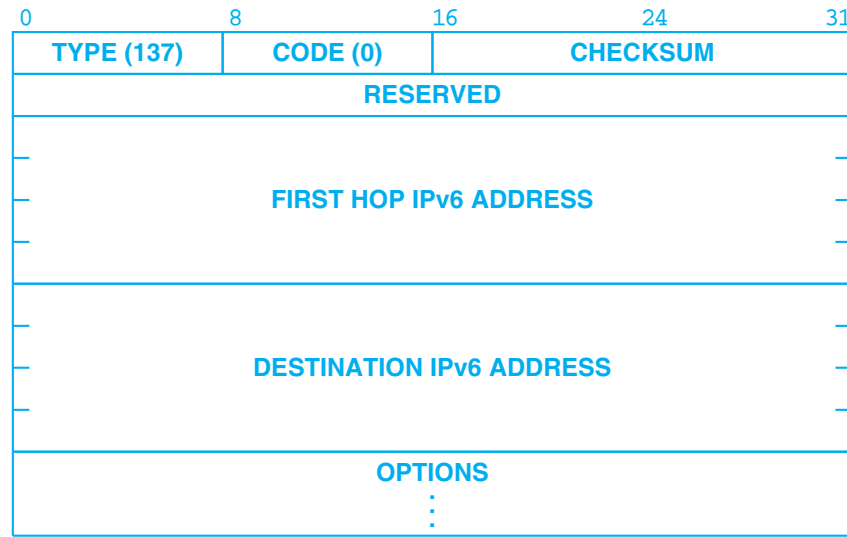 0 8 16 24 31
TYPE (137) CODE (0) CHECKSUM
RESERVED
FIRST HOP IPv6 ADDRESS
DESTINATION IPv6 ADDRESS
OPTIONS